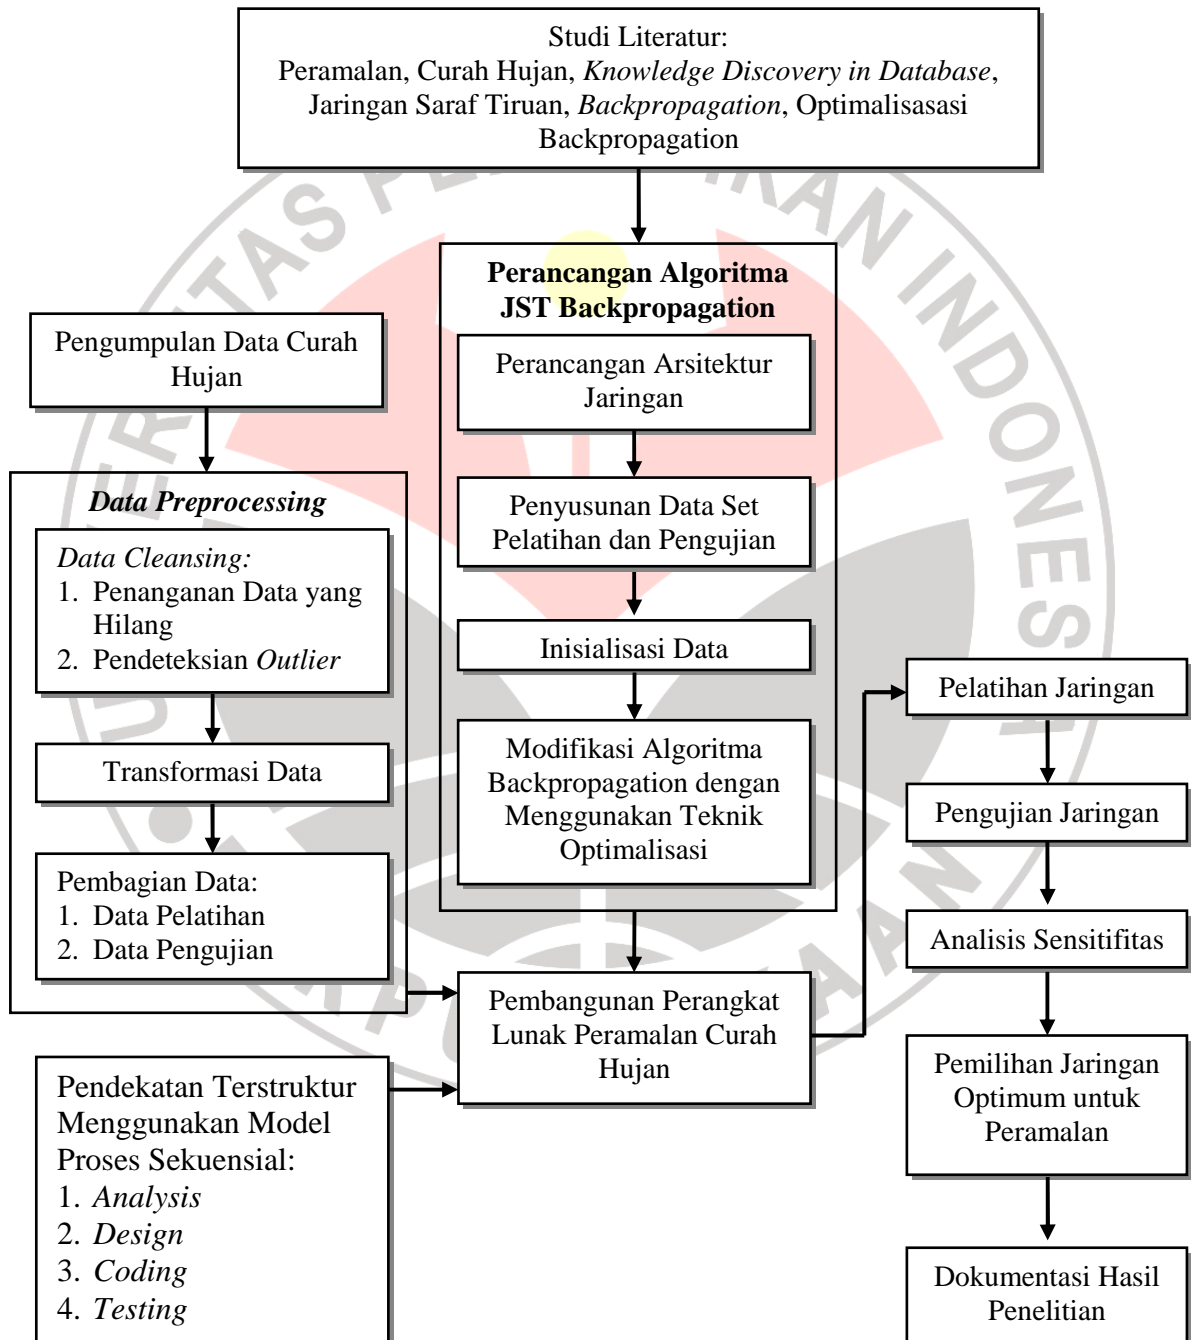 Studi Literatur:
Peramalan, Curah Hujan, Knowledge Discovery in Database,
Jaringan Saraf Tiruan, Backpropagation, Optimalisasasi
Backpropagation
Perancangan Algoritma
JST Backpropagation
Perancangan Arsitektur
Jaringan
Penyusunan Data Set
Pelatihan dan Pengujian
Inisialisasi Data
Modifikasi Algoritma
Backpropagation dengan
Menggunakan Teknik
Optimalisasi
Pengumpulan Data Curah
Hujan
Data Preprocessing
Data Cleansing:
1. Penanganan Data yang
Hilang
2. Pendeteksian Outlier
Transformasi Data
Pembagian Data:
1. Data Pelatihan
2. Data Pengujian
Pendekatan Terstruktur
Menggunakan Model
Proses Sekuensial:
1. Analysis
2. Design
3. Coding
4. Testing
Pembangunan Perangkat
Lunak Peramalan Curah
Hujan
Pelatihan Jaringan
Pengujian Jaringan
Analisis Sensitifitas
Pemilihan Jaringan
Optimum untuk
Peramalan
Dokumentasi Hasil
Penelitian